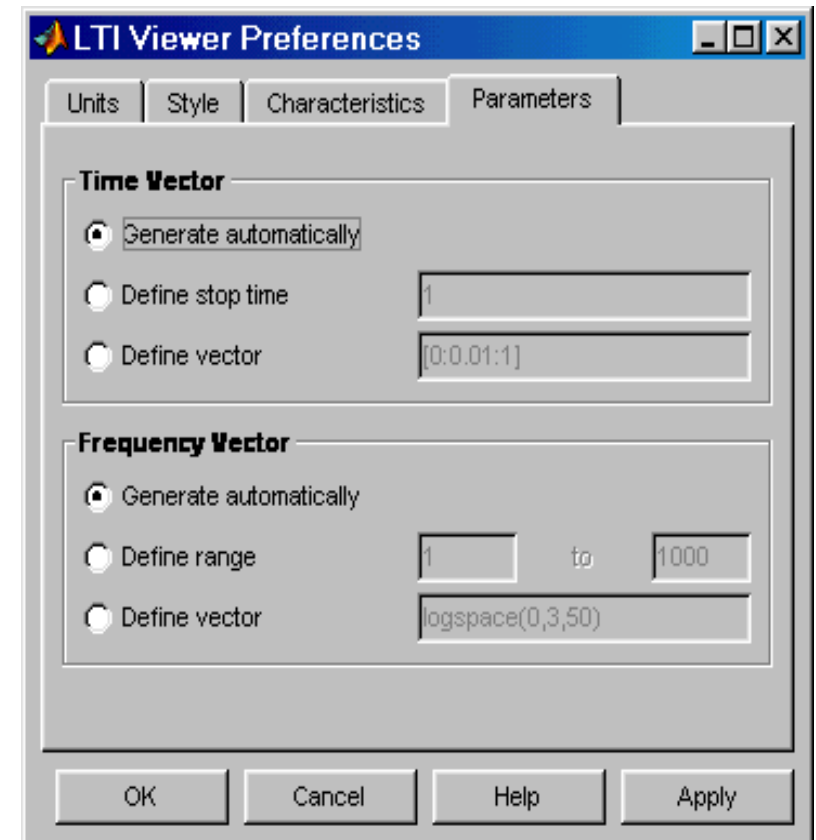 LTI Viewer Preferences
Units Style Characteristics Parameters
Time Vector
Generate automatically
Define stop time 1
Define vector [0:0.01:1]
Frequency Vector
Generate automatically
Define range 1 to 1000
Define vector logspace(0,3,50)
OK Cancel Help Apply